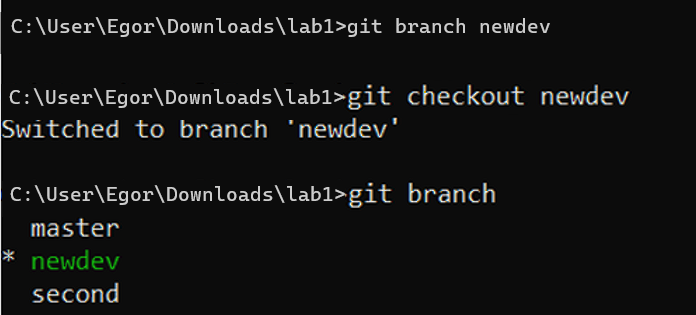 C:\User\Egor\Downloads\lab1>git branch newdev
C:\User\Egor\Downloads\lab1>git checkout newdev
Switched to branch 'newdev'
C:\User\Egor\Downloads\lab1>git branch
master
* newdev
second